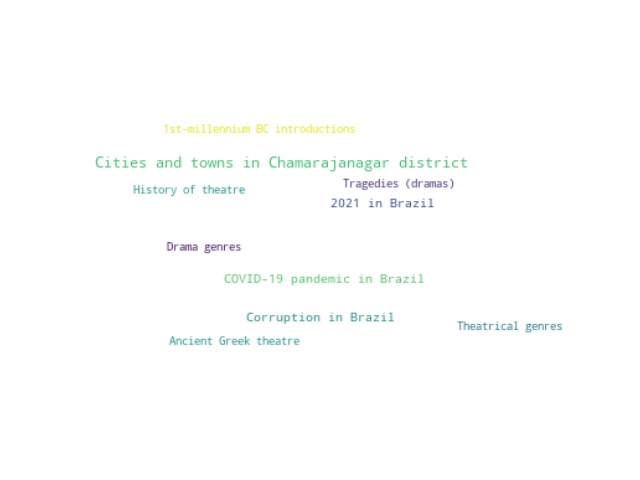 1st-millennium BC introductions
Cities and towns in Chamarajanagar district
Tragedies (dramas)
History of theatre
2021 in Brazil
Drama genres
COVID-19 pandemic in Brazil
Corruption in Brazil
Theatrical genres
Ancient Greek theatre